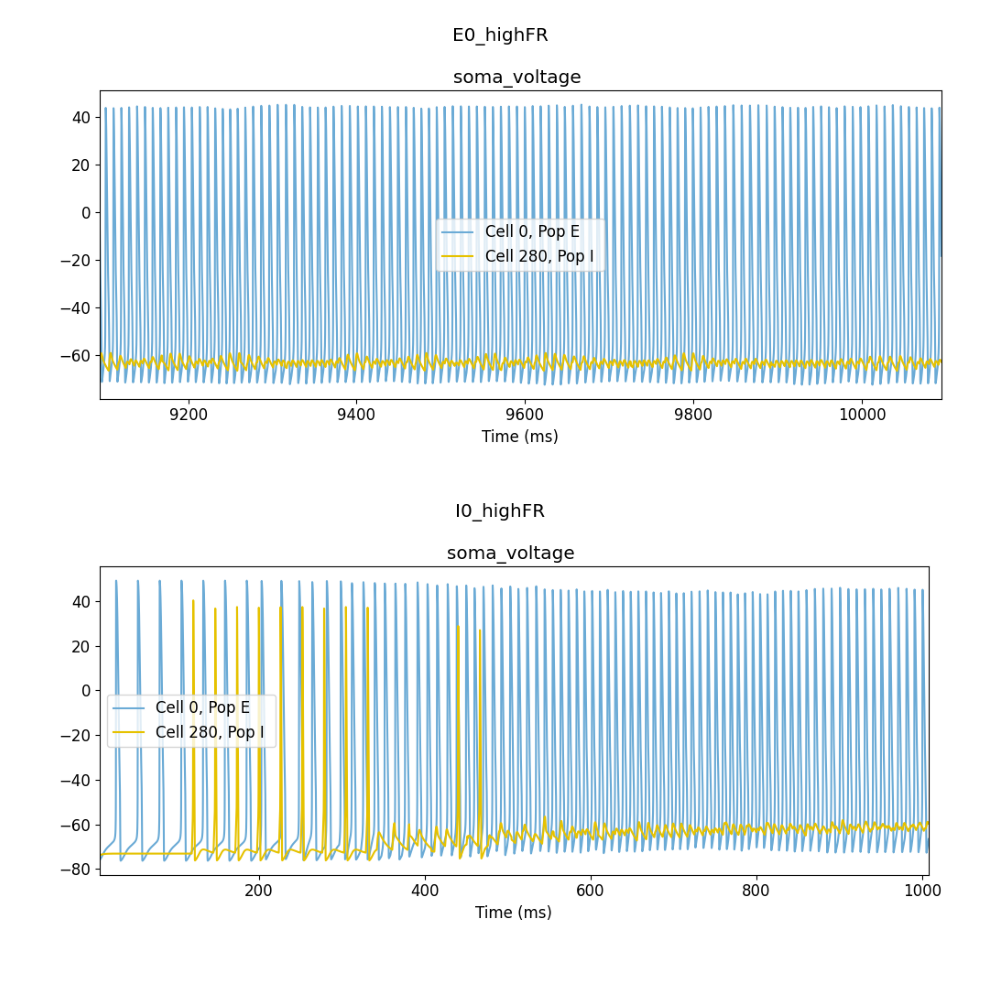 E0_highFR
soma_voltage
40
20
0
−20
−40
−60
Cell 0, Pop E
Cell 280, Pop I
9200 9400 9600 9800 10000
Time (ms)
I0_highFR
soma_voltage
40
20
0
−20
−40
−60
−80
Cell 0, Pop E
Cell 280, Pop I
200 400 600 800 1000
Time (ms)